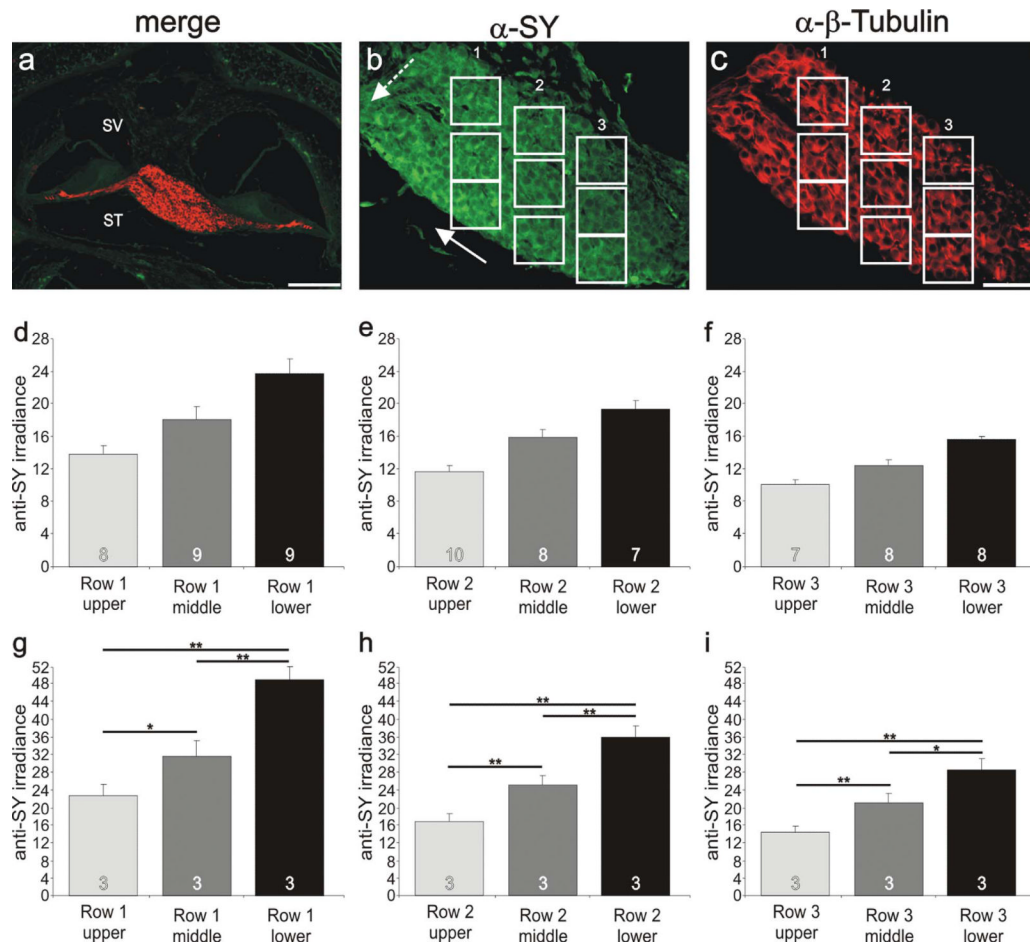 merge
α-SY
α-β-Tubulin
a
SV
ST
b
1
2
3
c
1
2
3
d
anti-SY irradiance
28
24
20
16
12
8
4
0
8
9
9
Row 1 upper
Row 1 middle
Row 1 lower
e
anti-SY irradiance
28
24
20
16
12
8
4
0
10
8
7
Row 2 upper
Row 2 middle
Row 2 lower
f
anti-SY irradiance
28
24
20
16
12
8
4
0
7
8
8
Row 3 upper
Row 3 middle
Row 3 lower
g
anti-SY irradiance
52
48
44
40
36
32
28
24
20
16
12
8
4
0
**
**
*
3
3
3
Row 1 upper
Row 1 middle
Row 1 lower
h
anti-SY irradiance
52
48
44
40
36
32
28
24
20
16
12
8
4
0
**
**
**
3
3
3
Row 2 upper
Row 2 middle
Row 2 lower
i
anti-SY irradiance
52
48
44
40
36
32
28
24
20
16
12
8
4
0
**
*
**
3
3
3
Row 3 upper
Row 3 middle
Row 3 lower